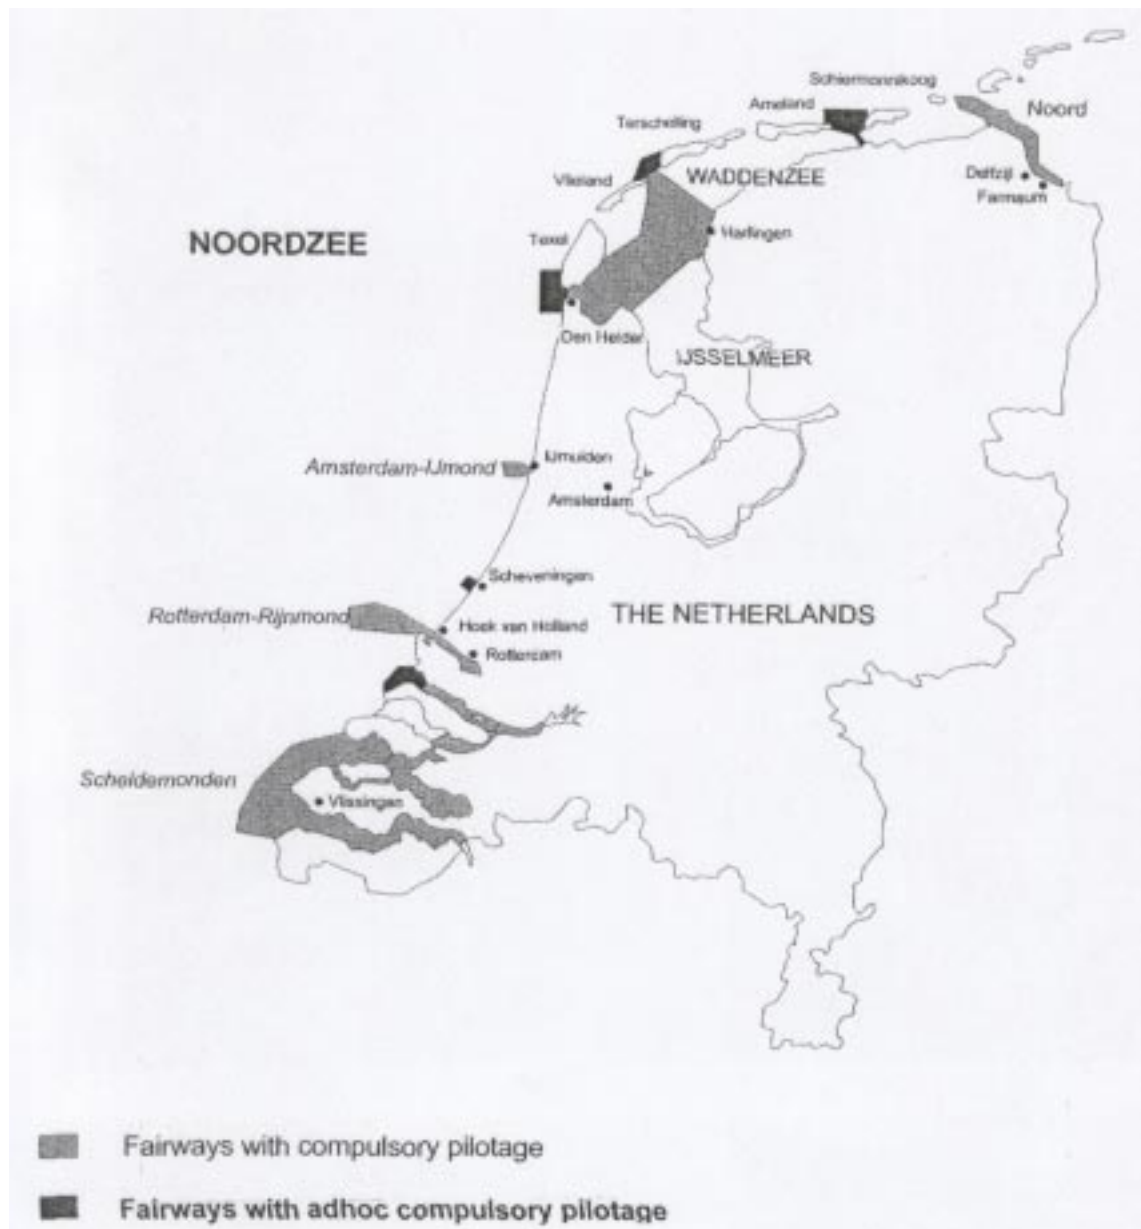 Schiermonnikoog
Ameland
Noord
Terschelling
Delfzijl
Vlieland
WADDENZEE
Farmsum
Harlingen
Texel
NOORDZEE
Den Helder
IJSSELMEER
Amsterdam-IJmond
IJmuiden
Amsterdam
Scheveningen
Rotterdam-Rijnmond
THE NETHERLANDS
Hoek van Holland
Rotterdam
Scheldemonden
Vlissingen
Fairways with compulsory pilotage
Fairways with adhoc compulsory pilotage